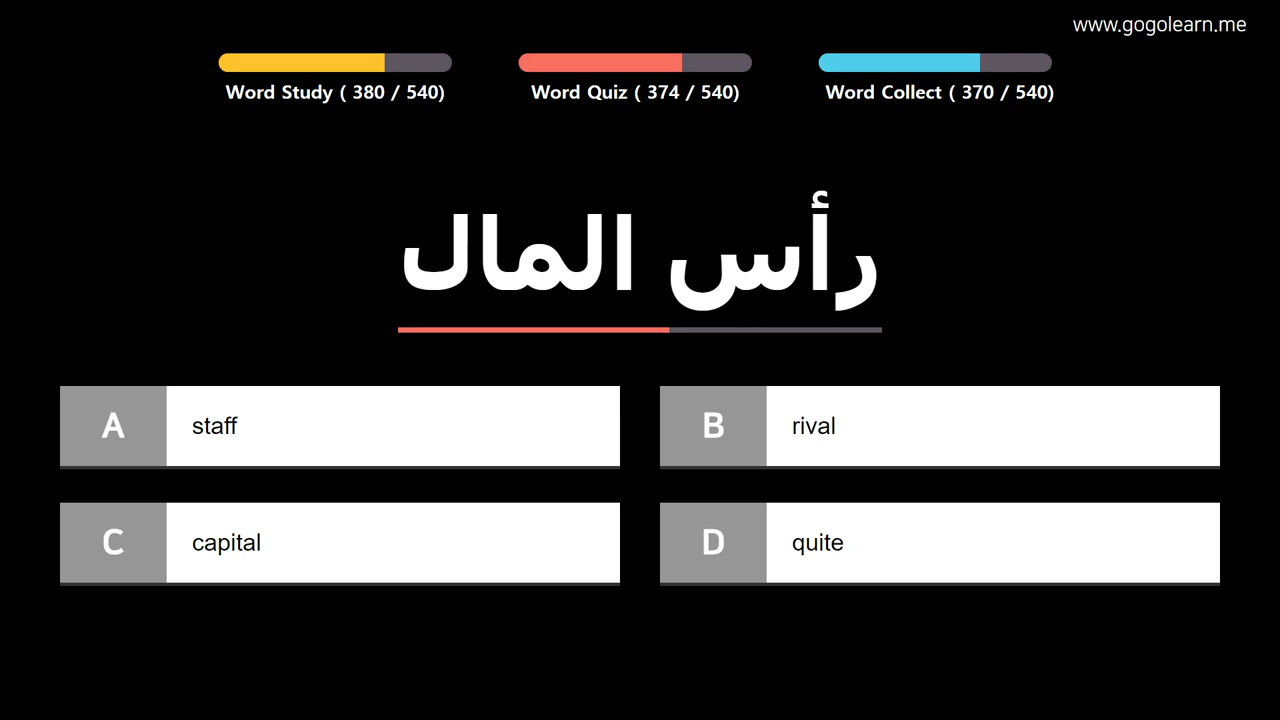 www.gogolearn.me
Word Study ( 380 / 540)
Word Quiz ( 374 / 540)
Word Collect ( 370 / 540)
رأس المال
A staff
B rival
C capital
D quite